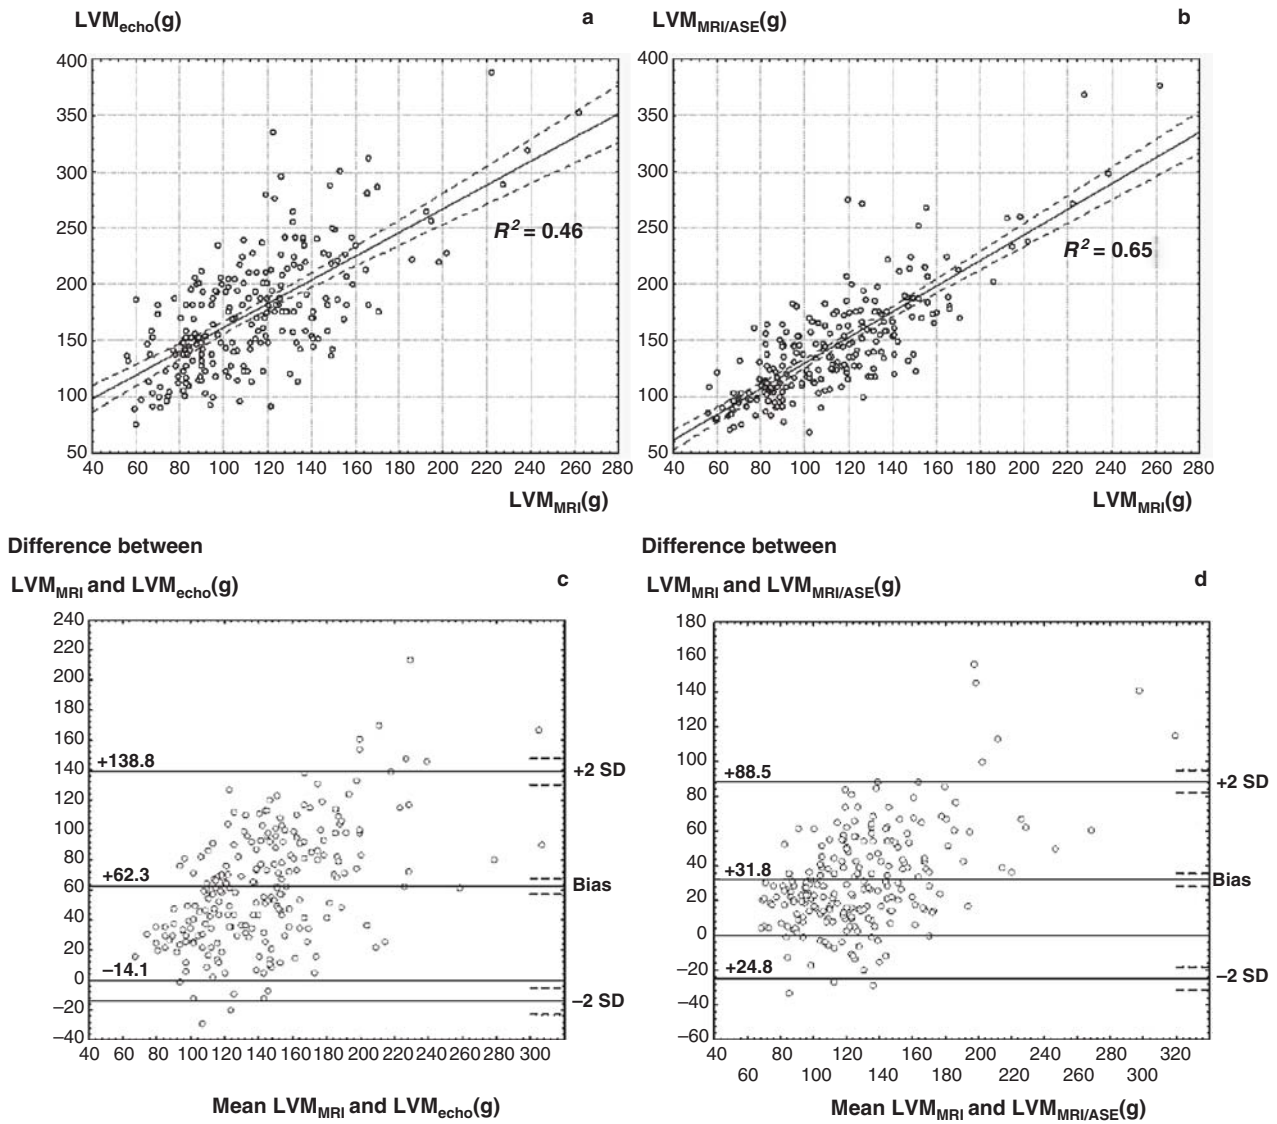 LVMecho(g)
a
400
350
300
250
200
150
100
50
R² = 0.46
40 60 80 100 120 140 160 180 200 220 240 260 280
LVMMRI(g)
LVMMRI/ASE(g)
b
400
350
300
250
200
150
100
50
R² = 0.65
40 60 80 100 120 140 160 180 200 220 240 260 280
LVMMRI(g)
Difference between
LVMMRI and LVMecho(g)
c
240
220
200
180
160
140
120
100
80
60
40
20
0
−20
−40
+138.8
+62.3
−14.1
+2 SD
Bias
−2 SD
40 60 80 100 120 140 160 180 200 220 240 260 280 300
Mean LVMMRI and LVMecho(g)
Difference between
LVMMRI and LVMMRI/ASE(g)
d
180
160
140
120
100
80
60
40
20
0
−20
−40
−60
+88.5
+31.8
+24.8
+2 SD
Bias
−2 SD
40 80 120 160 200 240 280 320
60 100 140 180 220 260 300
Mean LVMMRI and LVMMRI/ASE(g)